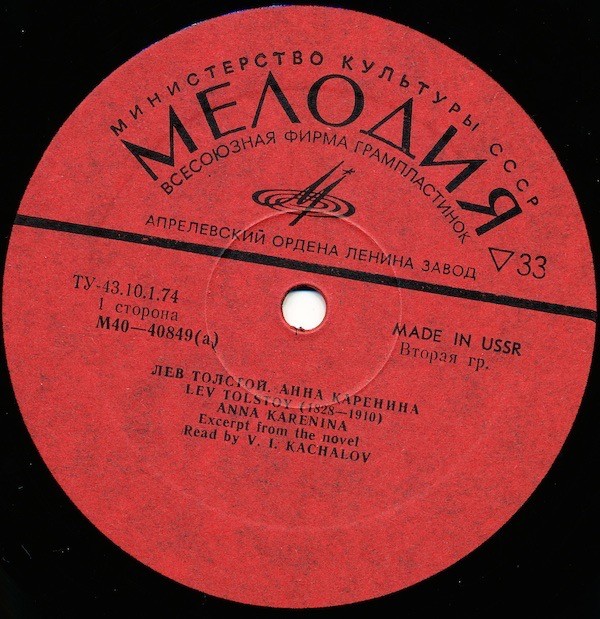 МИНИСТЕРСТВО КУЛЬТУРЫ СССР
МЕЛОДИЯ
ВСЕСОЮЗНАЯ ФИРМА ГРАМПЛАСТИНОК
АПРЕЛЕВСКИЙ ОРДЕНА ЛЕНИНА ЗАВОД
33
ТУ-43.10.1.74
1 сторона
М40—40849(а)
MADE IN USSR
Вторая гр.
ЛЕВ ТОЛСТОЙ. АННА КАРЕНИНА
LEV TOLSTOY (1828—1910)
ANNA KARENINA
Excerpt from the novel
Read by V. I. KACHALOV